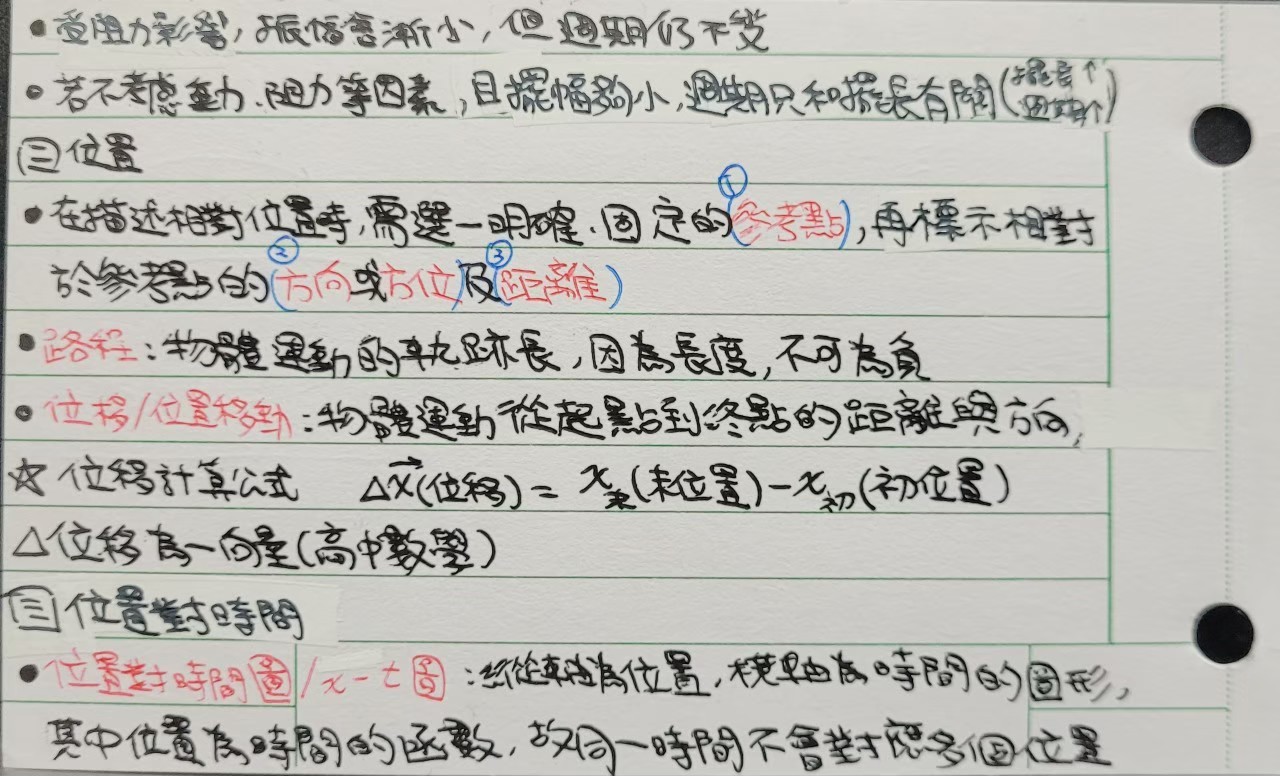 • 受阻力影響,振幅會漸小,但週期仍不變
• 若不考慮重力、阻力等因素,且擺幅夠小,週期只和擺長有關(擺長↑
週期↑)
㊁位置
• 在描述相對位置時,需選一明確、固定的①(參考點),再標示相對
於參考點的②(方向或方位)及③(距離)
• 路程:物體運動的軌跡長,因為長度,不可為負
• 位移/位置移動:物體運動從起點到終點的距離與方向,
☆ 位移計算公式 △x⃗(位移) = x末(末位置)-x初(初位置)
△位移為一向量(高中數學)
㊂位置對時間
• 位置對時間圖/x-t圖:縱軸為位置,橫軸為時間的圖形,
其中位置為時間的函數,故同一時間不會對應多個位置